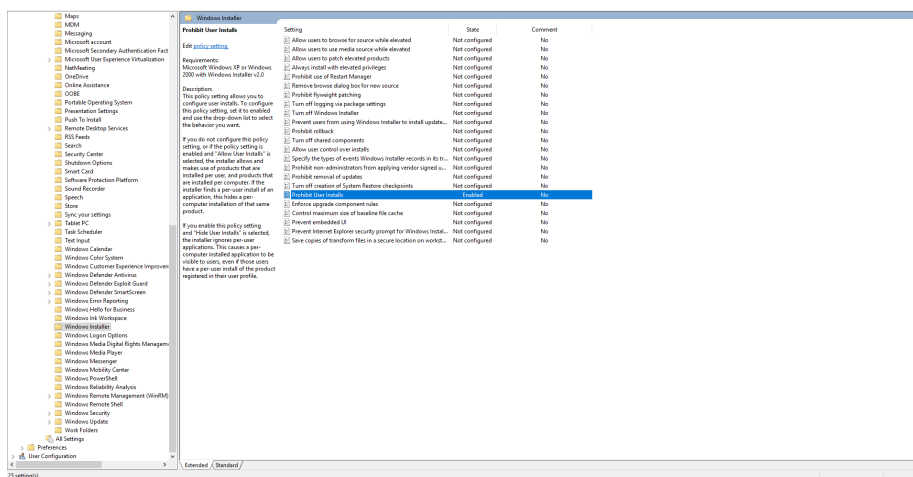 Maps
MDM
Messaging
Microsoft account
Microsoft Secondary Authentication Fact
Microsoft User Experience Virtualization
NetMeeting
OneDrive
Online Assistance
OOBE
Portable Operating System
Presentation Settings
Push To Install
Remote Desktop Services
RSS Feeds
Search
Security Center
Shutdown Options
Smart Card
Software Protection Platform
Sound Recorder
Speech
Store
Sync your settings
Tablet PC
Task Scheduler
Text Input
Windows Calendar
Windows Color System
Windows Customer Experience Improven
Windows Defender Antivirus
Windows Defender Exploit Guard
Windows Defender SmartScreen
Windows Error Reporting
Windows Hello for Business
Windows Ink Workspace
Windows Installer
Windows Logon Options
Windows Media Digital Rights Managem
Windows Media Player
Windows Messenger
Windows Mobility Center
Windows PowerShell
Windows Reliability Analysis
Windows Remote Management (WinRM)
Windows Remote Shell
Windows Security
Windows Update
Work Folders
All Settings
Preferences
User Configuration
23 setting(s)
Windows Installer
Prohibit User Installs
Edit policy setting
Requirements:
Microsoft Windows XP or Windows
2000 with Windows Installer v2.0
Description:
This policy setting allows you to
configure user installs. To configure
this policy setting, set it to enabled
and use the drop-down list to select
the behavior you want.
If you do not configure this policy
setting, or if the policy setting is
enabled and "Allow User Installs" is
selected, the installer allows and
makes use of products that are
installed per user, and products that
are installed per computer. If the
installer finds a per-user install of an
application, this hides a per-
computer installation of that same
product.
If you enable this policy setting
and "Hide User Installs" is selected,
the installer ignores per-user
applications. This causes a per-
computer installed application to be
visible to users, even if those users
have a per-user install of the product
registered in their user profile.
Setting State Comment
Allow users to browse for source while elevated Not configured No
Allow users to use media source while elevated Not configured No
Allow users to patch elevated products Not configured No
Always install with elevated privileges Not configured No
Prohibit use of Restart Manager Not configured No
Remove browse dialog box for new source Not configured No
Prohibit flyweight patching Not configured No
Turn off logging via package settings Not configured No
Turn off Windows Installer Not configured No
Prevent users from using Windows Installer to install update... Not configured No
Prohibit rollback Not configured No
Turn off shared components Not configured No
Allow user control over installs Not configured No
Specify the types of events Windows Installer records in its tr... Not configured No
Prohibit non-administrators from applying vendor signed u... Not configured No
Prohibit removal of updates Not configured No
Turn off creation of System Restore checkpoints Not configured No
Prohibit User Installs Enabled No
Enforce upgrade component rules Not configured No
Control maximum size of baseline file cache Not configured No
Prevent embedded UI Not configured No
Prevent Internet Explorer security prompt for Windows Instal... Not configured No
Save copies of transform files in a secure location on workst... Not configured No
Extended Standard